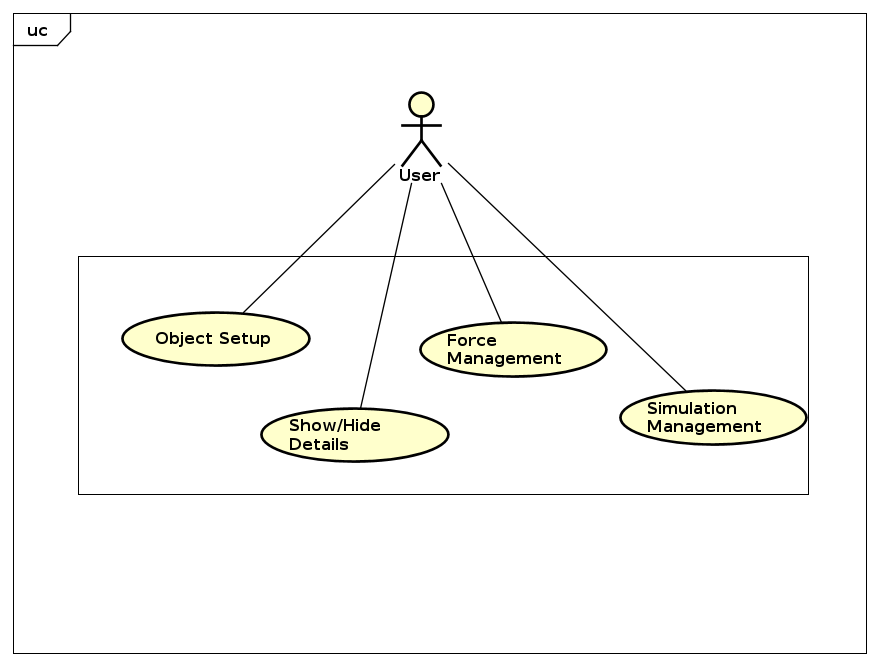 uc
User
Object Setup
Force
Management
Show/Hide
Details
Simulation
Management